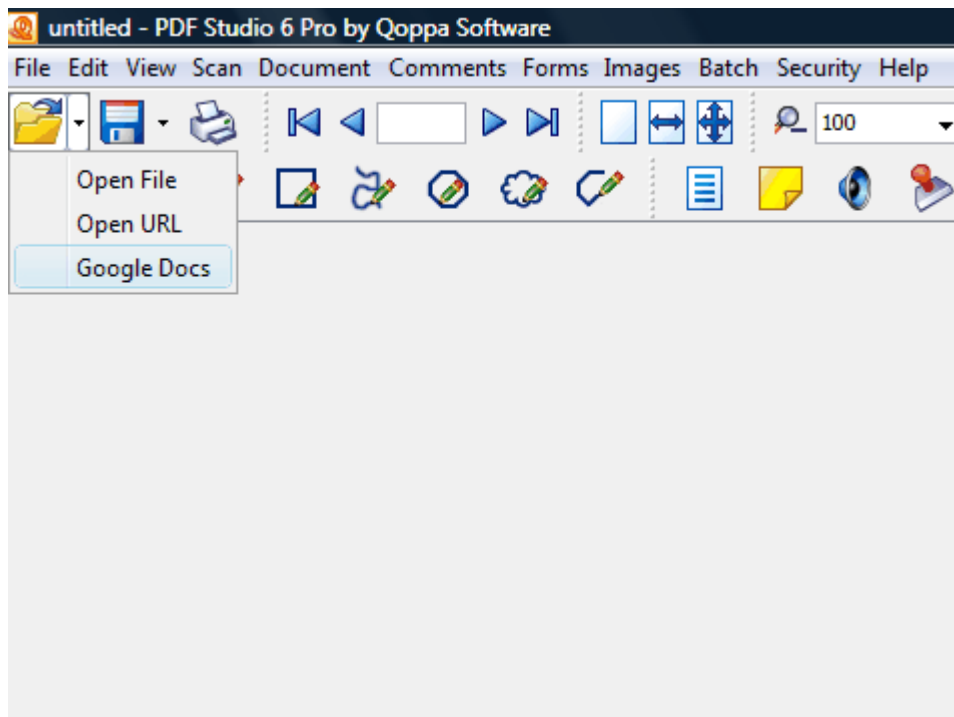 untitled - PDF Studio 6 Pro by Qoppa Software
File Edit View Scan Document Comments Forms Images Batch Security Help
100
Open File
Open URL
Google Docs